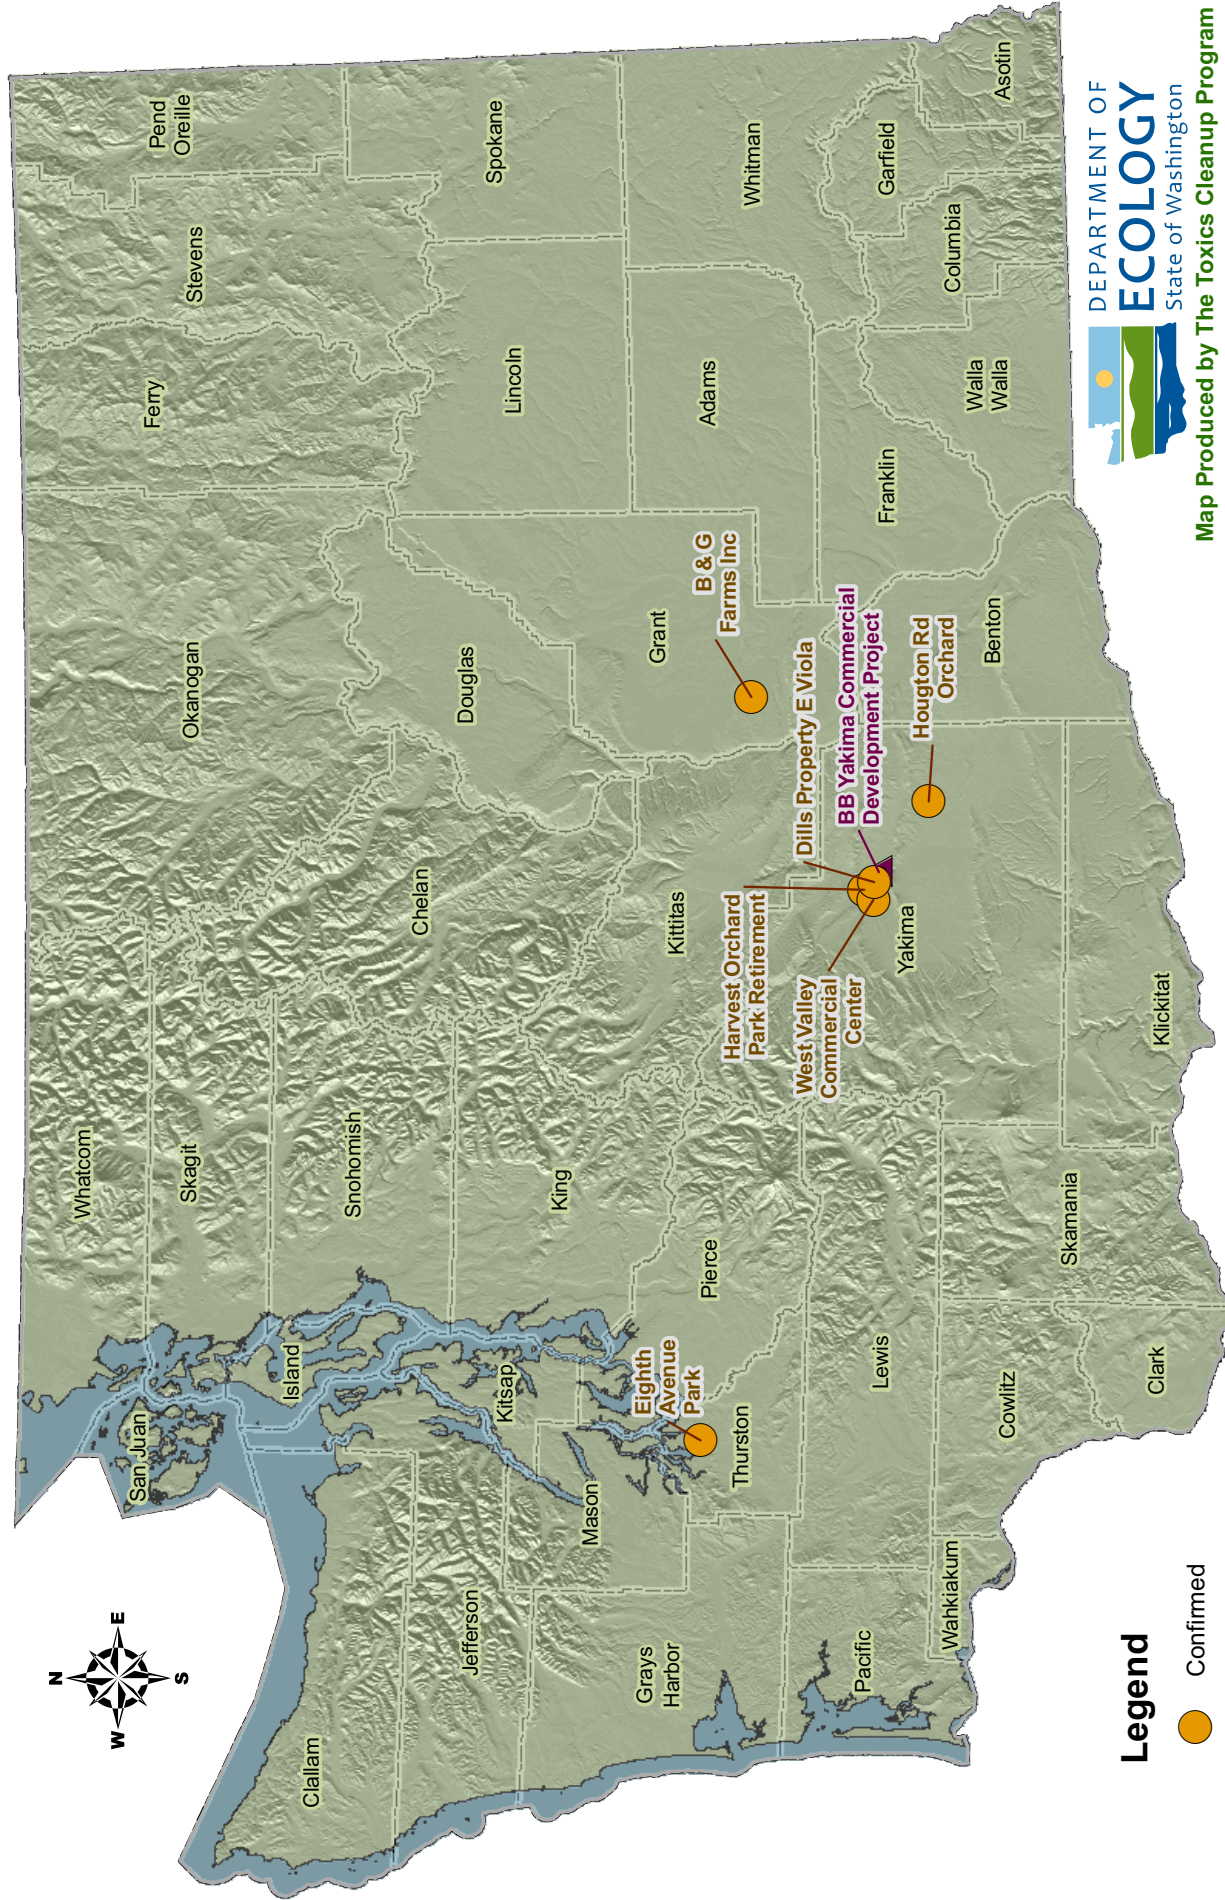 N
W
E
S
Whatcom
San Juan
Skagit
Okanogan
Ferry
Stevens
Pend
Oreille
Clallam
Island
Snohomish
Chelan
Douglas
Jefferson
Kitsap
King
Lincoln
Spokane
Mason
Grays
Harbor
Eighth
Avenue
Park
Pierce
Kittitas
Grant
B & G
Farms Inc
Adams
Whitman
Thurston
Harvest Orchard
Park Retirement
Dills Property E Viola
West Valley
Commercial
Center
BB Yakima Commercial
Development Project
Pacific
Lewis
Yakima
Hougton Rd
Orchard
Franklin
Garfield
Wahkiakum
Cowlitz
Benton
Walla
Walla
Columbia
Asotin
Skamania
Clark
Klickitat
Legend
Confirmed
DEPARTMENT OF
ECOLOGY
State of Washington
Map Produced by The Toxics Cleanup Program